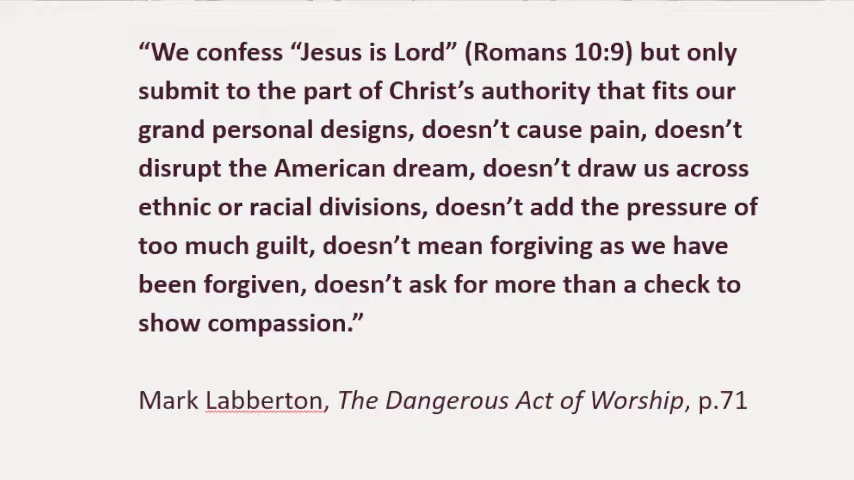 “We confess “Jesus is Lord” (Romans 10:9) but only
submit to the part of Christ’s authority that fits our
grand personal designs, doesn’t cause pain, doesn’t
disrupt the American dream, doesn’t draw us across
ethnic or racial divisions, doesn’t add the pressure of
too much guilt, doesn’t mean forgiving as we have
been forgiven, doesn’t ask for more than a check to
show compassion.”
Mark Labberton, The Dangerous Act of Worship, p.71